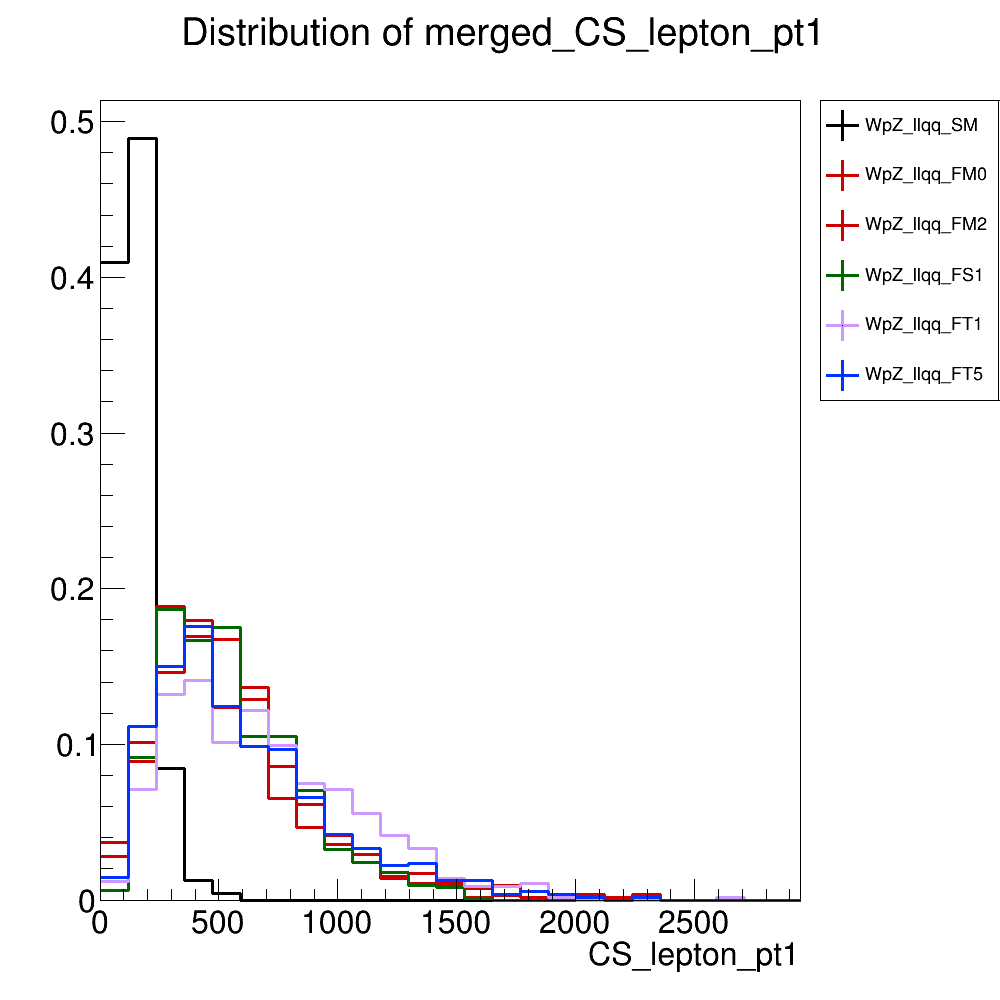 Distribution of merged_CS_lepton_pt1
0.5
0.4
0.3
0.2
0.1
0
0 500 1000 1500 2000 2500
CS_lepton_pt1
WpZ_llqq_SM
WpZ_llqq_FM0
WpZ_llqq_FM2
WpZ_llqq_FS1
WpZ_llqq_FT1
WpZ_llqq_FT5